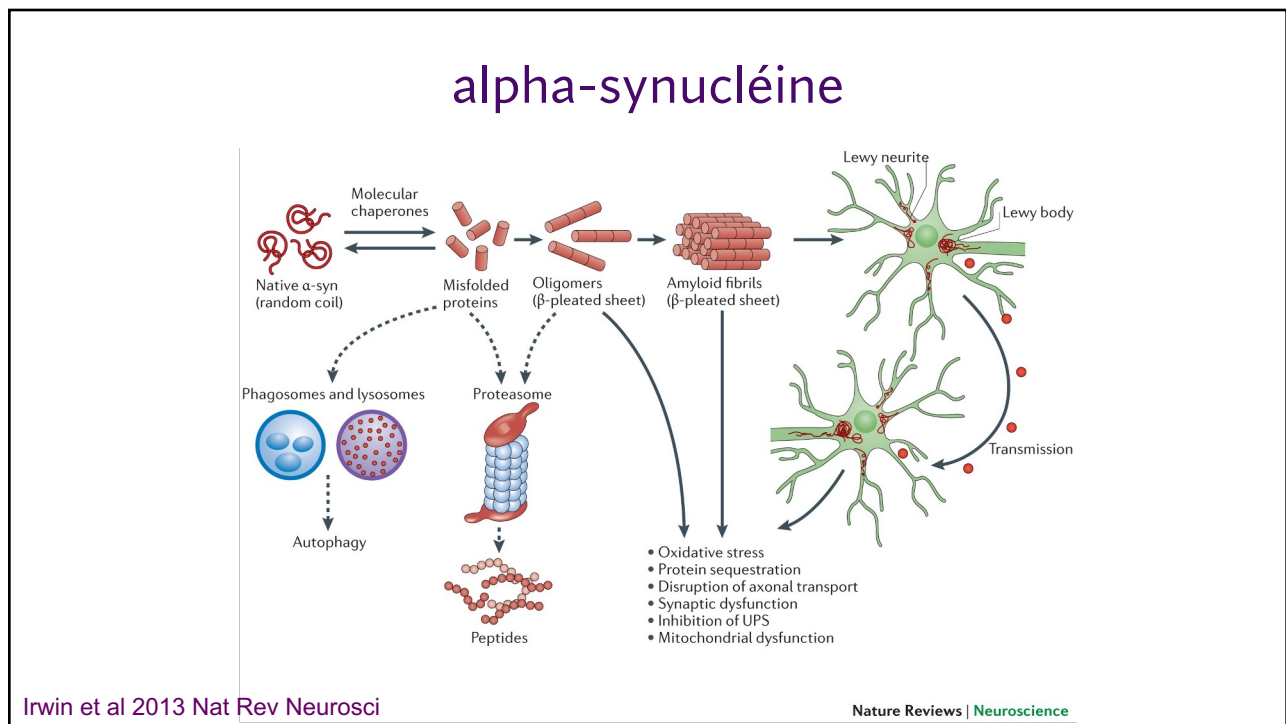 alpha-synucléine
Lewy neurite
Lewy body
Molecular
chaperones
Native α-syn
(random coil)
Misfolded
proteins
Oligomers
(β-pleated sheet)
Amyloid fibrils
(β-pleated sheet)
Phagosomes and lysosomes
Proteasome
Transmission
Autophagy
Peptides
• Oxidative stress
• Protein sequestration
• Disruption of axonal transport
• Synaptic dysfunction
• Inhibition of UPS
• Mitochondrial dysfunction
Irwin et al 2013 Nat Rev Neurosci
Nature Reviews | Neuroscience